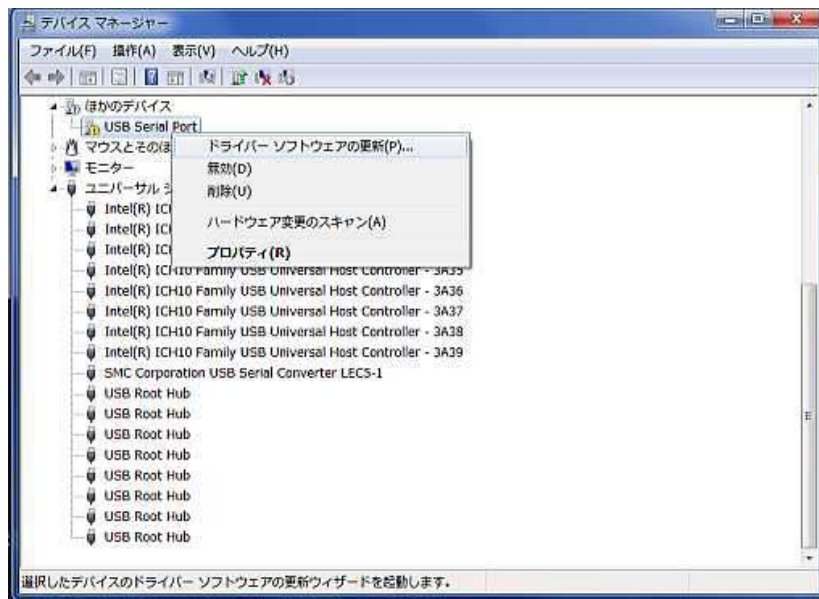 デバイス マネージャー
ファイル(F) 操作(A) 表示(V) ヘルプ(H)
ほかのデバイス
USB Serial Port
マウスとそのほ
モニター
ユニバーサル シ
ドライバー ソフトウェアの更新(P)...
無効(D)
削除(U)
ハードウェア変更のスキャン(A)
プロパティ(R)
Intel(R) ICH
Intel(R) ICH
Intel(R) ICH
Intel(R) ICH10 Family USB Universal Host Controller - 3A35
Intel(R) ICH10 Family USB Universal Host Controller - 3A36
Intel(R) ICH10 Family USB Universal Host Controller - 3A37
Intel(R) ICH10 Family USB Universal Host Controller - 3A38
Intel(R) ICH10 Family USB Universal Host Controller - 3A39
SMC Corporation USB Serial Converter LECS-1
USB Root Hub
USB Root Hub
USB Root Hub
USB Root Hub
USB Root Hub
USB Root Hub
USB Root Hub
USB Root Hub
選択したデバイスのドライバー ソフトウェアの更新ウィザードを起動します。